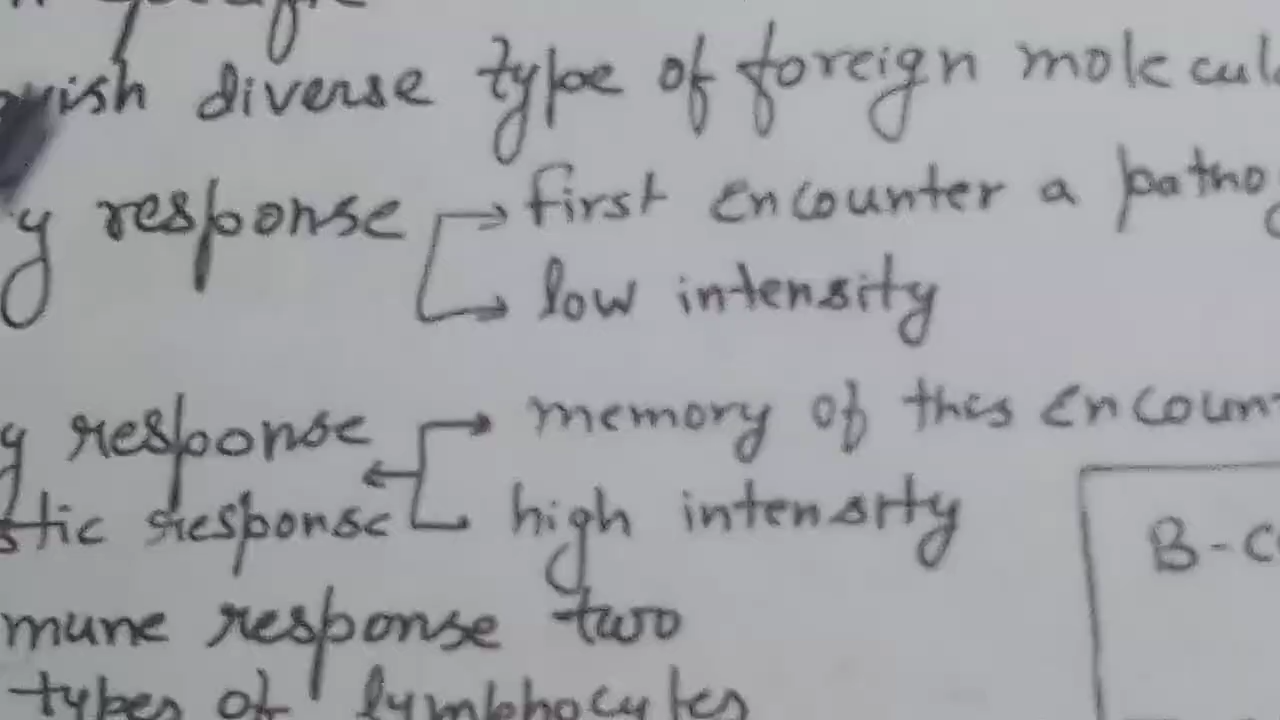 diverse type of foreign molecul
y response → first encounter a patho
→ low intensity
y response → memory of this encoun
stic response high intensity
B-C
mune response two
types of lymphocytes